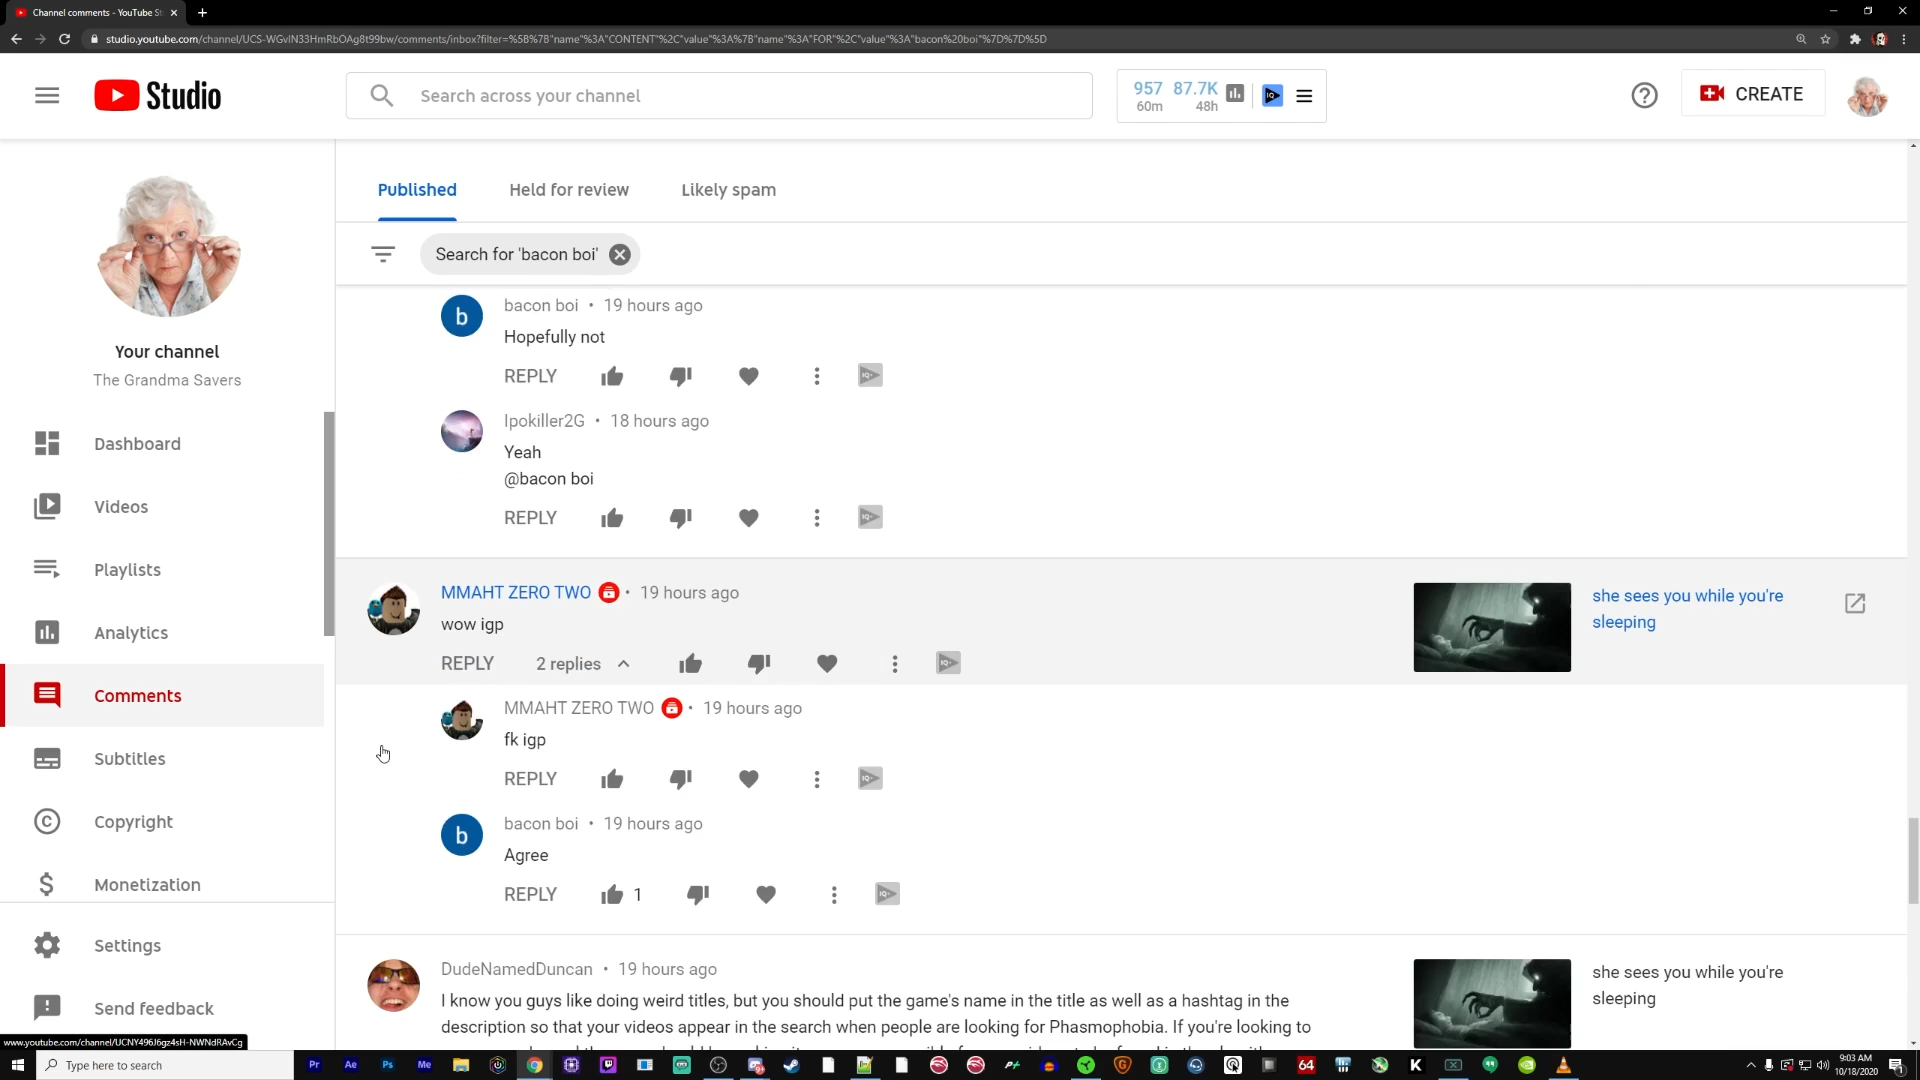 Channel comments - YouTube St
studio.youtube.com/channel/UCS-WGvIN33HmRbOAg8t99bw/comments/inbox?filter=%5B%7B"name"%3A"CONTENT"%2C"value"%3A%7B"name"%3A"FOR"%2C"value"%3A"bacon%20boi"%7D%7D%5D
Studio
Search across your channel
957 87.7K
60m 48h
CREATE
Published Held for review Likely spam
Search for 'bacon boi'
Your channel
The Grandma Savers
Dashboard
Videos
Playlists
Analytics
Comments
Subtitles
Copyright
Monetization
Settings
Send feedback
b
bacon boi • 19 hours ago
Hopefully not
REPLY
Ipokiller2G • 18 hours ago
Yeah
@bacon boi
REPLY
MMAHT ZERO TWO • 19 hours ago
wow igp
REPLY 2 replies
she sees you while you're
sleeping
MMAHT ZERO TWO • 19 hours ago
fk igp
REPLY
b
bacon boi • 19 hours ago
Agree
REPLY 1
DudeNamedDuncan • 19 hours ago
I know you guys like doing weird titles, but you should put the game's name in the title as well as a hashtag in the
description so that your videos appear in the search when people are looking for Phasmophobia. If you're looking to
she sees you while you're
sleeping
www.youtube.com/channel/UCNY496J6gz4sH-NWNdRAvCg
Type here to search
Pr Ae Ps Me
64
K
9:03 AM
10/18/2020